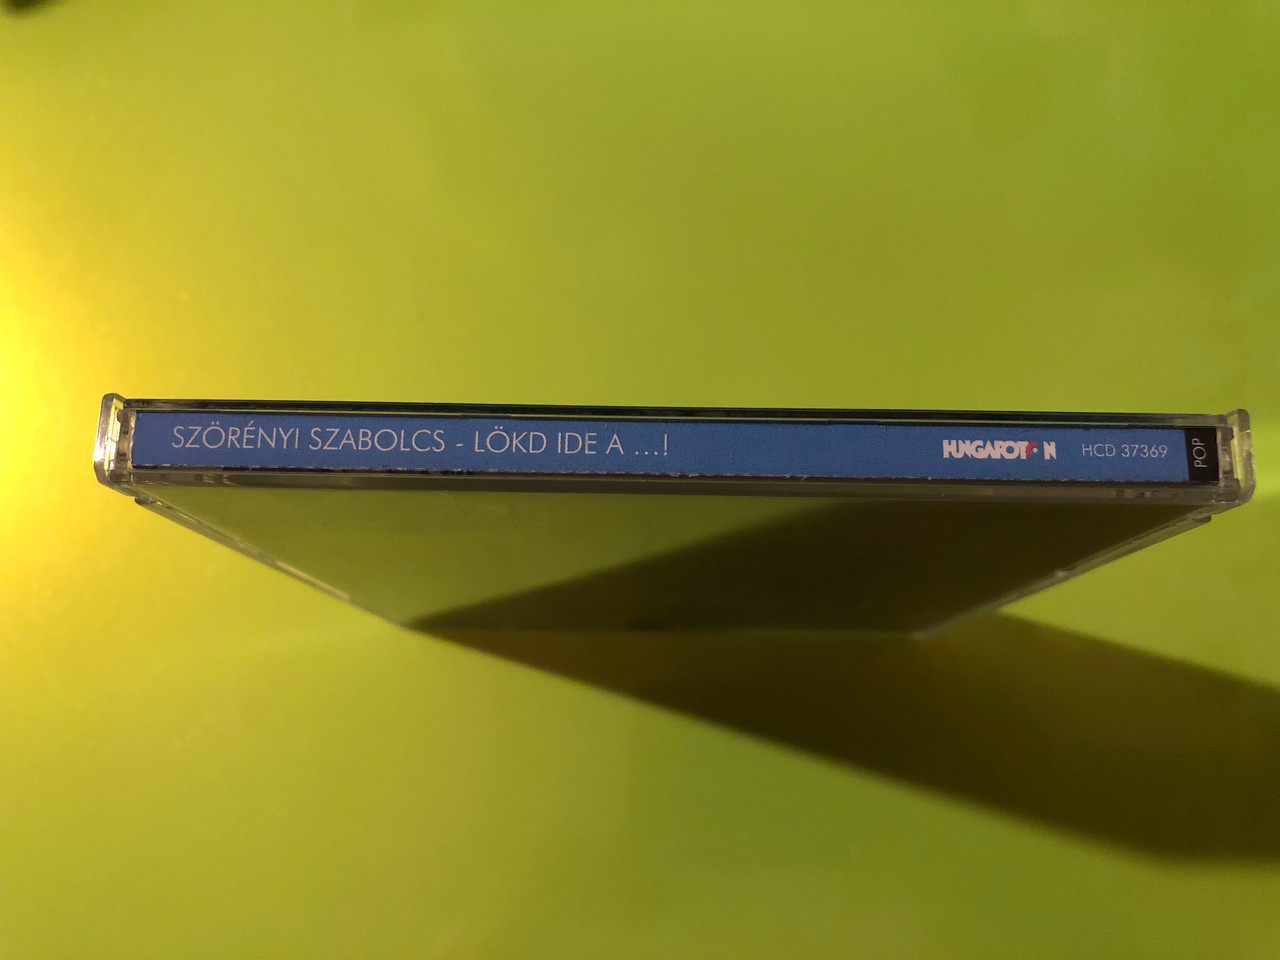 SZÖRÉNYI SZABOLCS - LÖKD IDE A ...! HUNGAROTON HCD 37369 POP